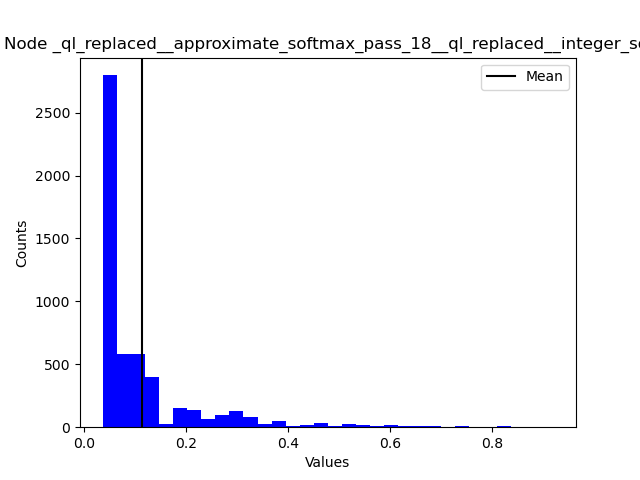 Node _ql_replaced__approximate_softmax_pass_18__ql_replaced__integer_s
Mean
2500
2000
1500
1000
500
0
Counts
0.0 0.2 0.4 0.6 0.8
Values